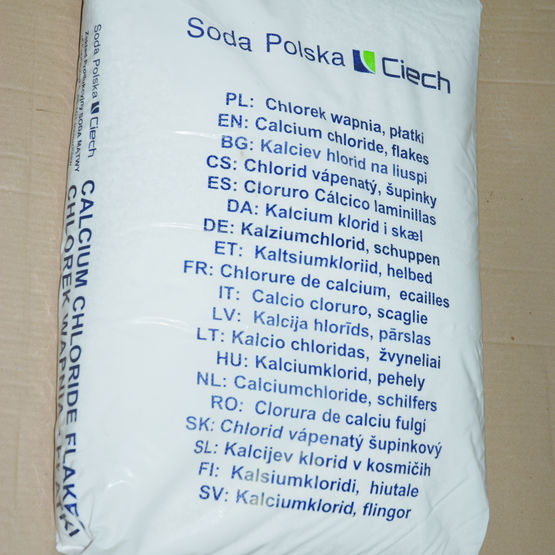 Soda Polska Ciech
PL: Chlorek wapnia, płatki
EN: Calcium chloride, flakes
BG: Kalciev hlorid na liuspi
CS: Chlorid vápenatý, šupinky
ES: Cloruro Cálcico laminillas
DA: Kalcium klorid i skæl
DE: Kalziumchlorid, schuppen
ET: Kaltsiumkloriid, helbed
FR: Chlorure de calcium, ecailles
IT: Calcio cloruro, scaglie
LV: Kalcija hlorīds, pārslas
LT: Kalcio chloridas, žvyneliai
HU: Kalciumklorid, pehely
NL: Calciumchloride, schilfers
RO: Clorura de calciu fulgi
SK: Chlorid vápenatý šupinkový
SL: Kalcijev klorid v kosmičih
FI: Kalsiumkloridi, hiutale
SV: Kalciumklorid, flingor
Soda Polska Ciech
SODA MĄTWY
CALCIUM CHLORIDE
CHLOREK WAPNIA